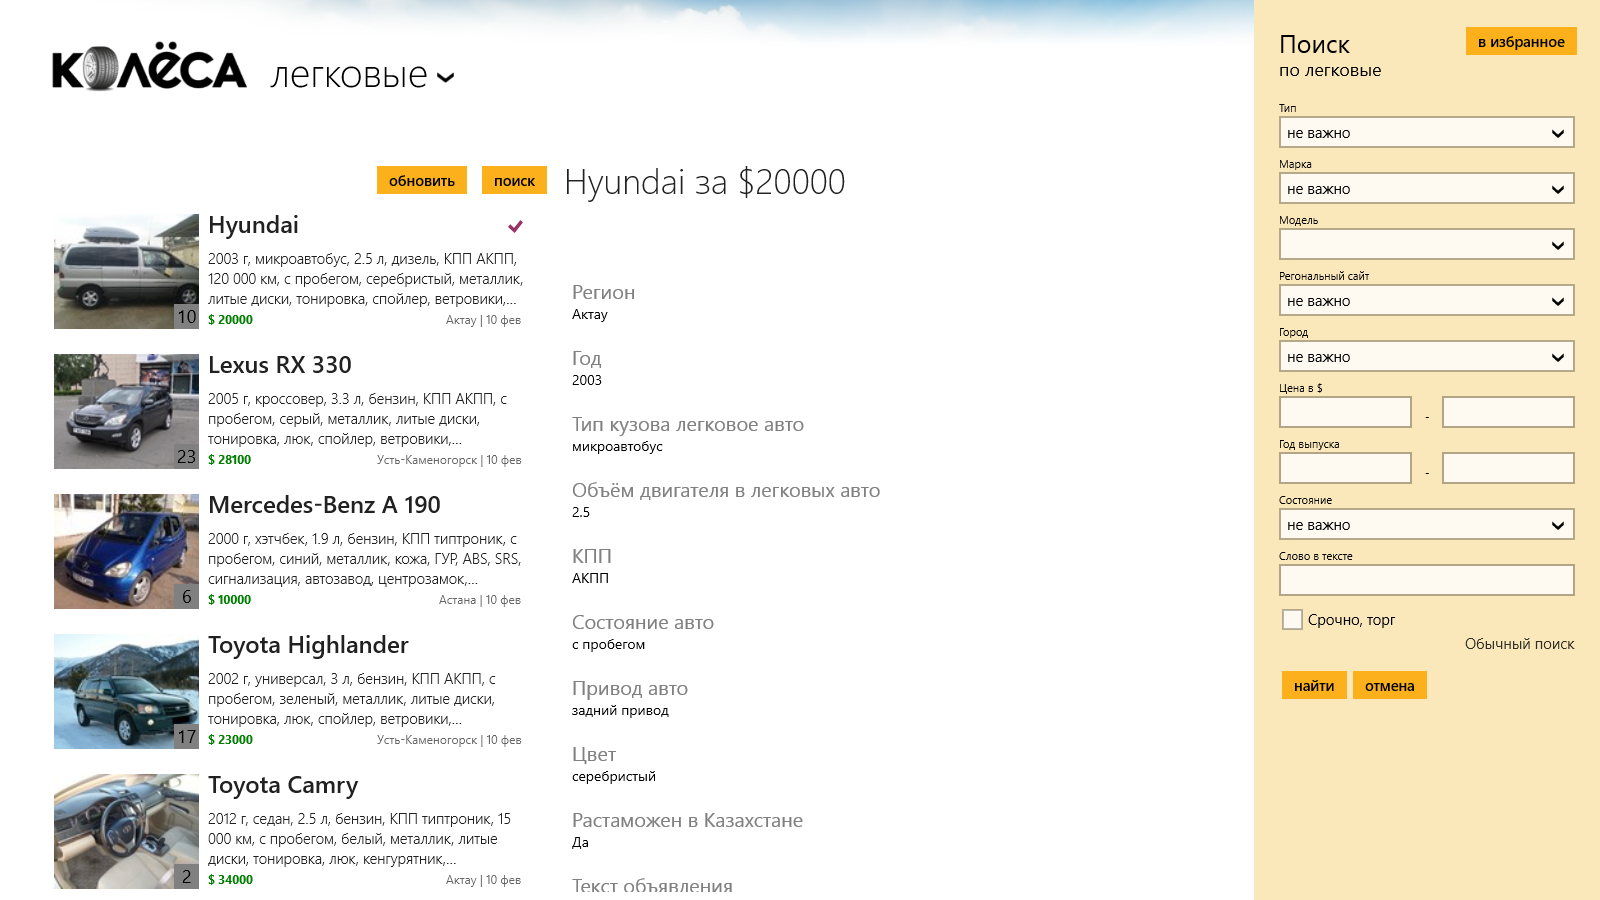 КОЛЁСА
легковые
обновить
поиск
Hyundai
2003 г, микроавтобус, 2.5 л, дизель, КПП АКПП,
120 000 км, с пробегом, серебристый, металлик,
литые диски, тонировка, спойлер, ветровики,...
$ 20000
Актау | 10 фев
10
Lexus RX 330
2005 г, кроссовер, 3.3 л, бензин, КПП АКПП, с
пробегом, серый, металлик, литые диски,
тонировка, люк, спойлер, ветровики,...
$ 28100
Усть-Каменогорск | 10 фев
23
Mercedes-Benz A 190
2000 г, хэтчбек, 1.9 л, бензин, КПП типтроник, с
пробегом, синий, металлик, кожа, ГУР, ABS, SRS,
сигнализация, автозавод, центрозамок,...
$ 10000
Астана | 10 фев
6
Toyota Highlander
2002 г, универсал, 3 л, бензин, КПП АКПП, с
пробегом, зеленый, металлик, литые диски,
тонировка, люк, спойлер, ветровики,...
$ 23000
Усть-Каменогорск | 10 фев
17
Toyota Camry
2012 г, седан, 2.5 л, бензин, КПП типтроник, 15
000 км, с пробегом, белый, металлик, литые
диски, тонировка, люк, кенгурятник,...
$ 34000
Актау | 10 фев
2
Hyundai за $20000
Регион
Актау
Год
2003
Тип кузова легковое авто
микроавтобус
Объём двигателя в легковых авто
2.5
КПП
АКПП
Состояние авто
с пробегом
Привод авто
задний привод
Цвет
серебристый
Растаможен в Казахстане
Да
Текст объявления
Поиск
по легковые
в избранное
Тип
не важно
Марка
не важно
Модель
Регональный сайт
не важно
Город
не важно
Цена в $
-
Год выпуска
-
Состояние
не важно
Слово в тексте
Срочно, торг
Обычный поиск
найти
отмена